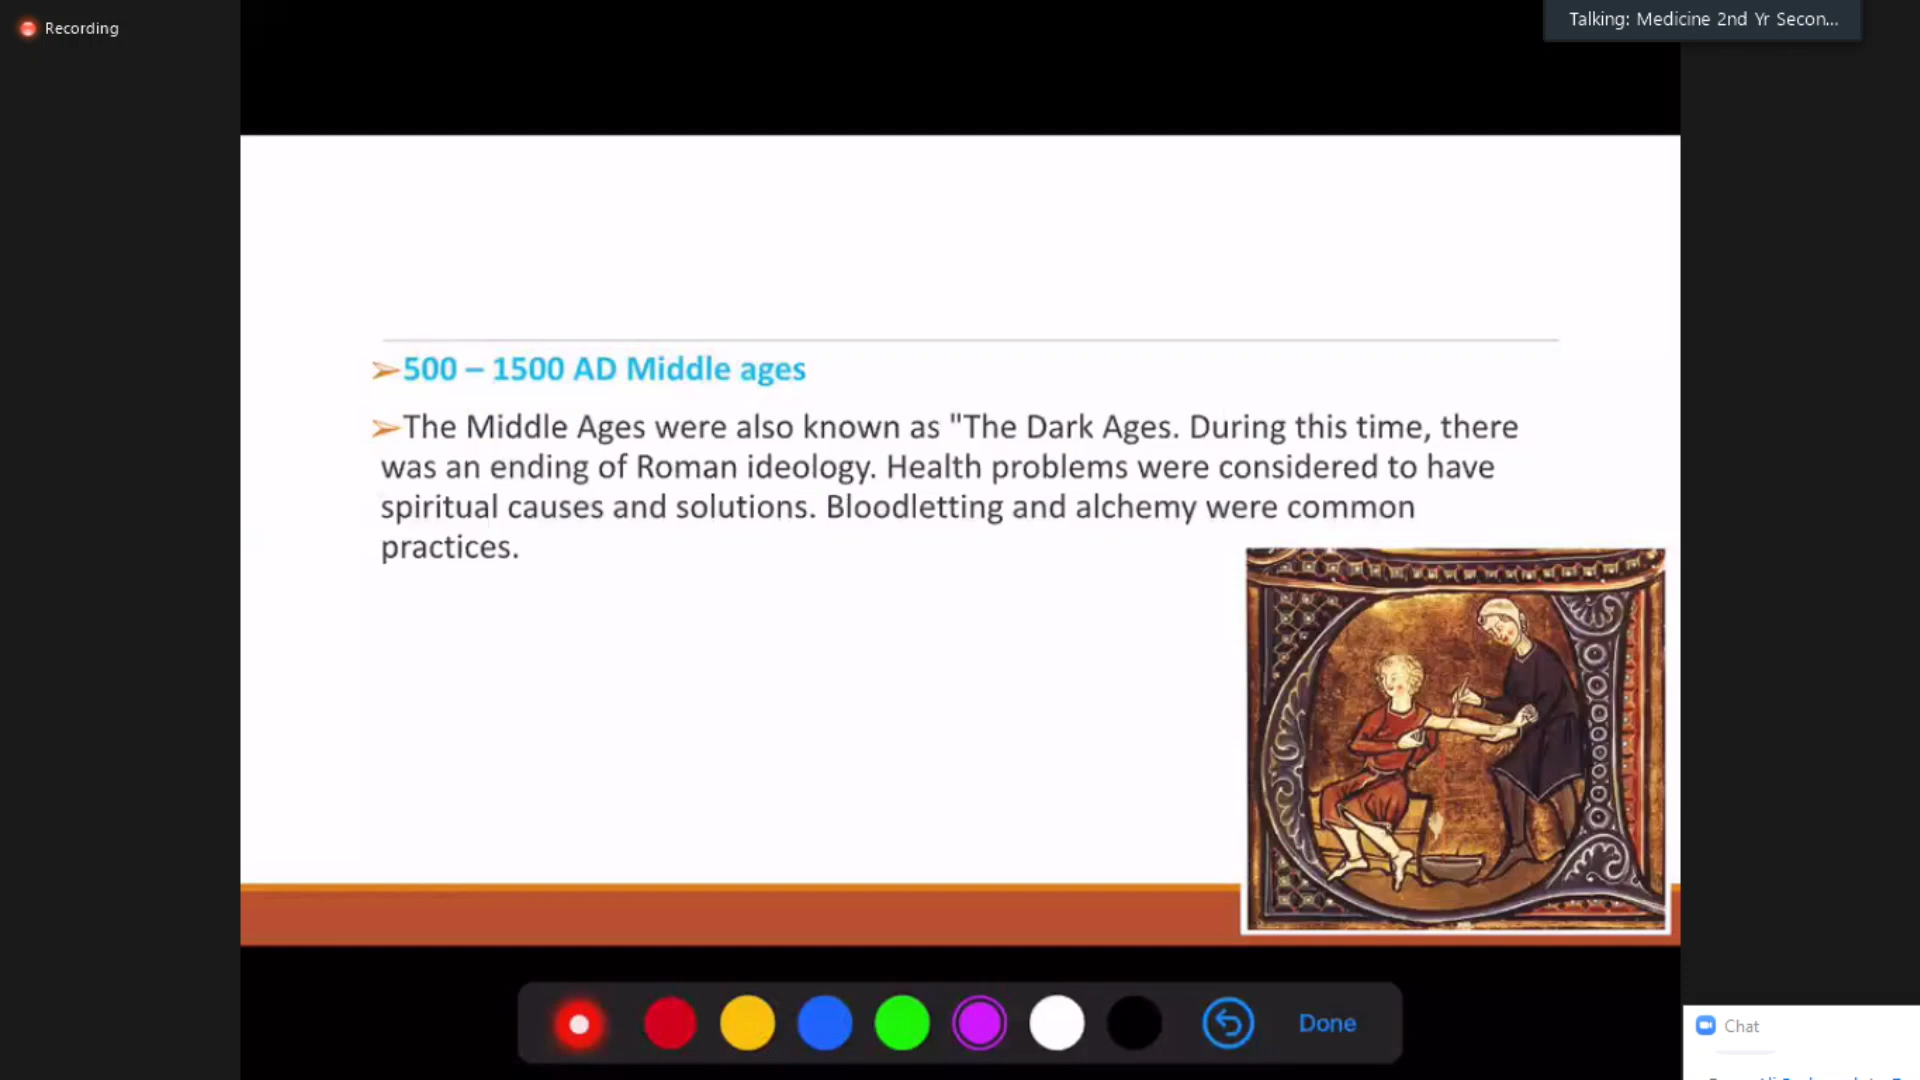 Recording
Talking: Medicine 2nd Yr Secon...
➢500 – 1500 AD Middle ages
➢The Middle Ages were also known as "The Dark Ages. During this time, there
was an ending of Roman ideology. Health problems were considered to have
spiritual causes and solutions. Bloodletting and alchemy were common
practices.
Done
Chat